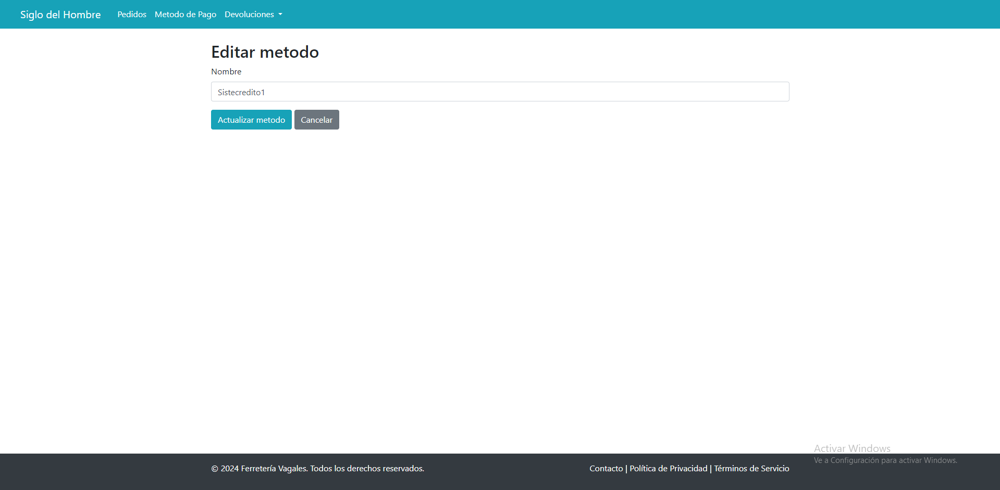 Siglo del Hombre Pedidos Metodo de Pago Devoluciones
Editar metodo
Nombre
Sistecredito1
Actualizar metodo Cancelar
Activar Windows
Ve a Configuración para activar Windows.
© 2024 Ferretería Vagales. Todos los derechos reservados. Contacto | Política de Privacidad | Términos de Servicio